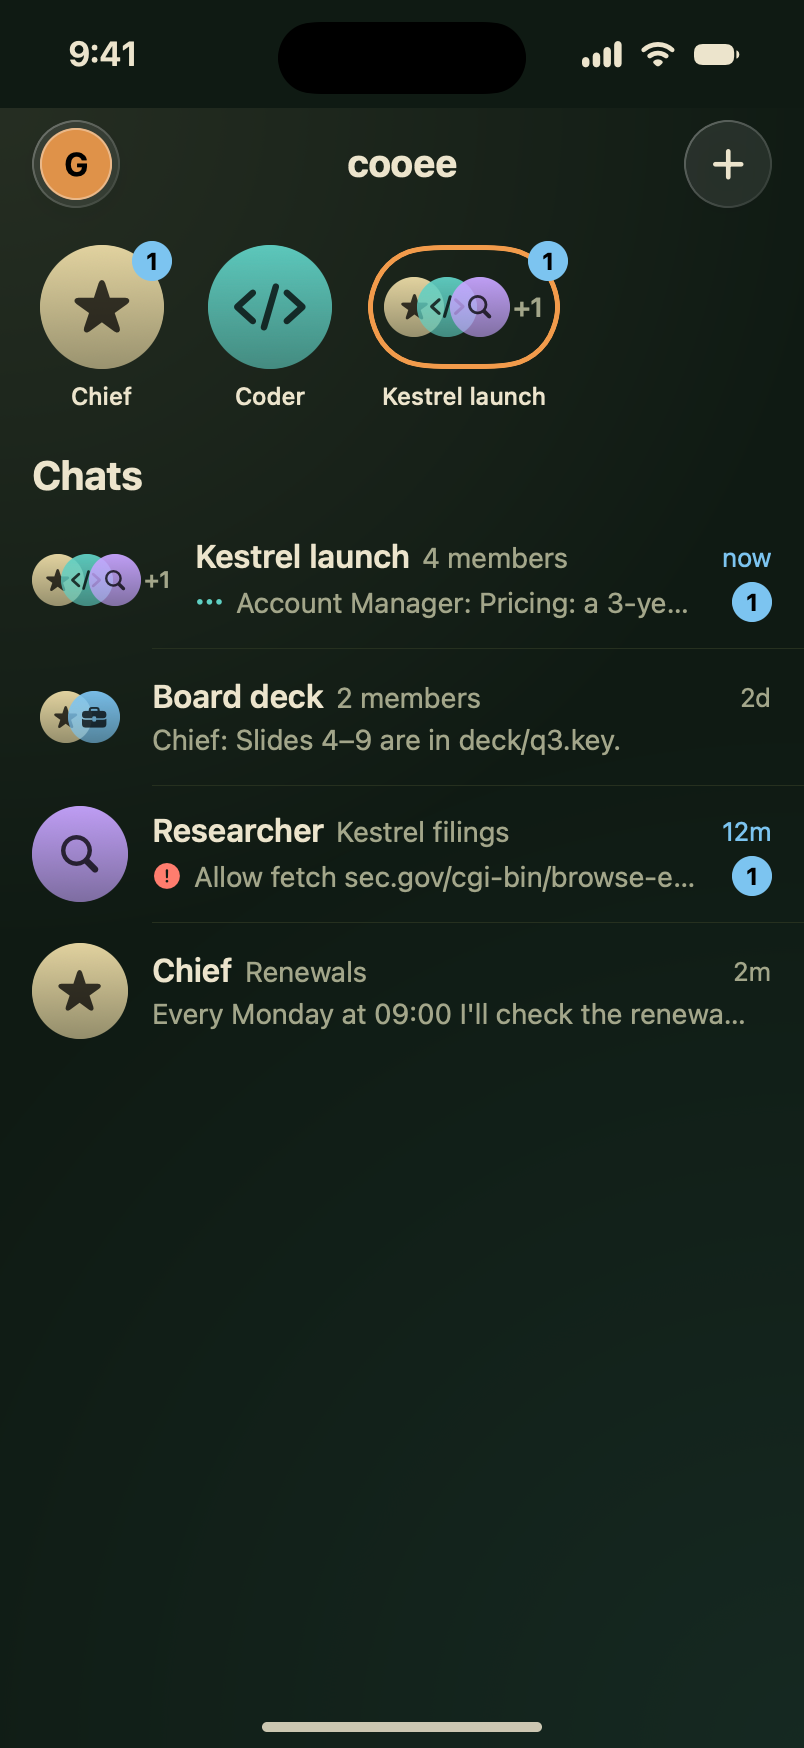 9:41
G
cooee
1
1
+1
Chief
Coder
Kestrel launch
Chats
+1
Kestrel launch 4 members now
Account Manager: Pricing: a 3-ye... 1
Board deck 2 members 2d
Chief: Slides 4–9 are in deck/q3.key.
Researcher Kestrel filings 12m
Allow fetch sec.gov/cgi-bin/browse-e... 1
Chief Renewals 2m
Every Monday at 09:00 I'll check the renewa...